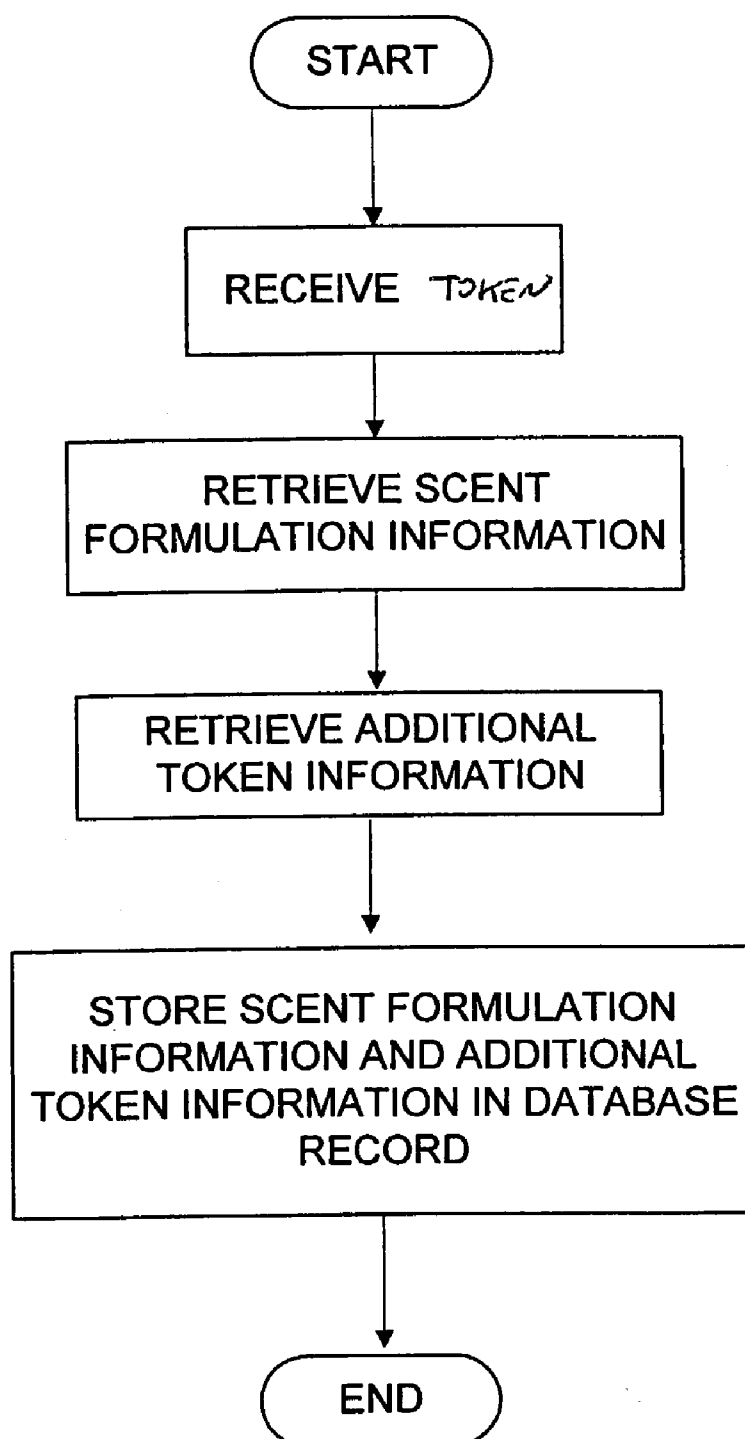 START
RECEIVE TOKEN
RETRIEVE SCENT
FORMULATION INFORMATION
RETRIEVE ADDITIONAL
TOKEN INFORMATION
STORE SCENT FORMULATION
INFORMATION AND ADDITIONAL
TOKEN INFORMATION IN DATABASE
RECORD
END